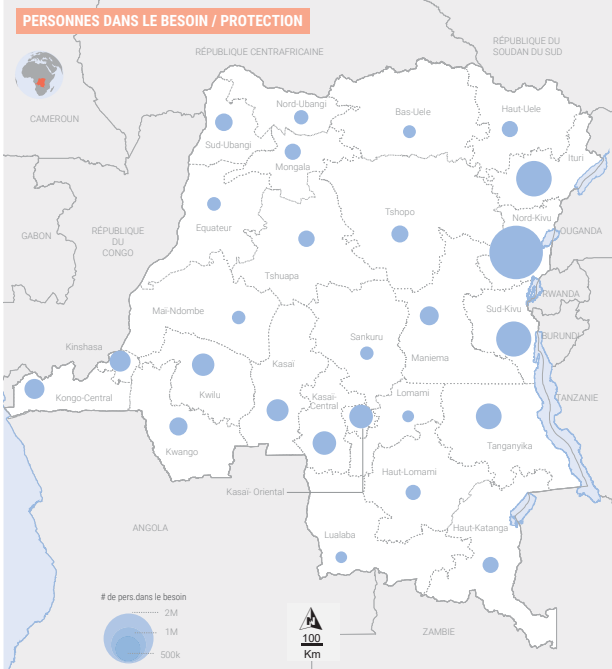 PERSONNES DANS LE BESOIN / PROTECTION
RÉPUBLIQUE CENTRAFRICAINE
RÉPUBLIQUE DU
SOUDAN DU SUD
CAMEROUN
Nord-Ubangi
Bas-Uele
Haut-Uele
Sud-Ubangi
Mongala
Ituri
Equateur
Tshopo
Nord-Kivu
GABON
RÉPUBLIQUE
DU
CONGO
OUGANDA
Tshuapa
RWANDA
Mai-Ndombe
Sud-Kivu
Kinshasa
Sankuru
BURUNDI
Maniema
Kasaï
Kongo-Central
Kwilu
Kasaï-
Central
Lomami
TANZANIE
Kwango
Tanganyika
Haut-Lomami
Kasaï- Oriental
ANGOLA
Lualaba
Haut-Katanga
# de pers.dans le besoin
2M
1M
500k
N
100
Km
ZAMBIE